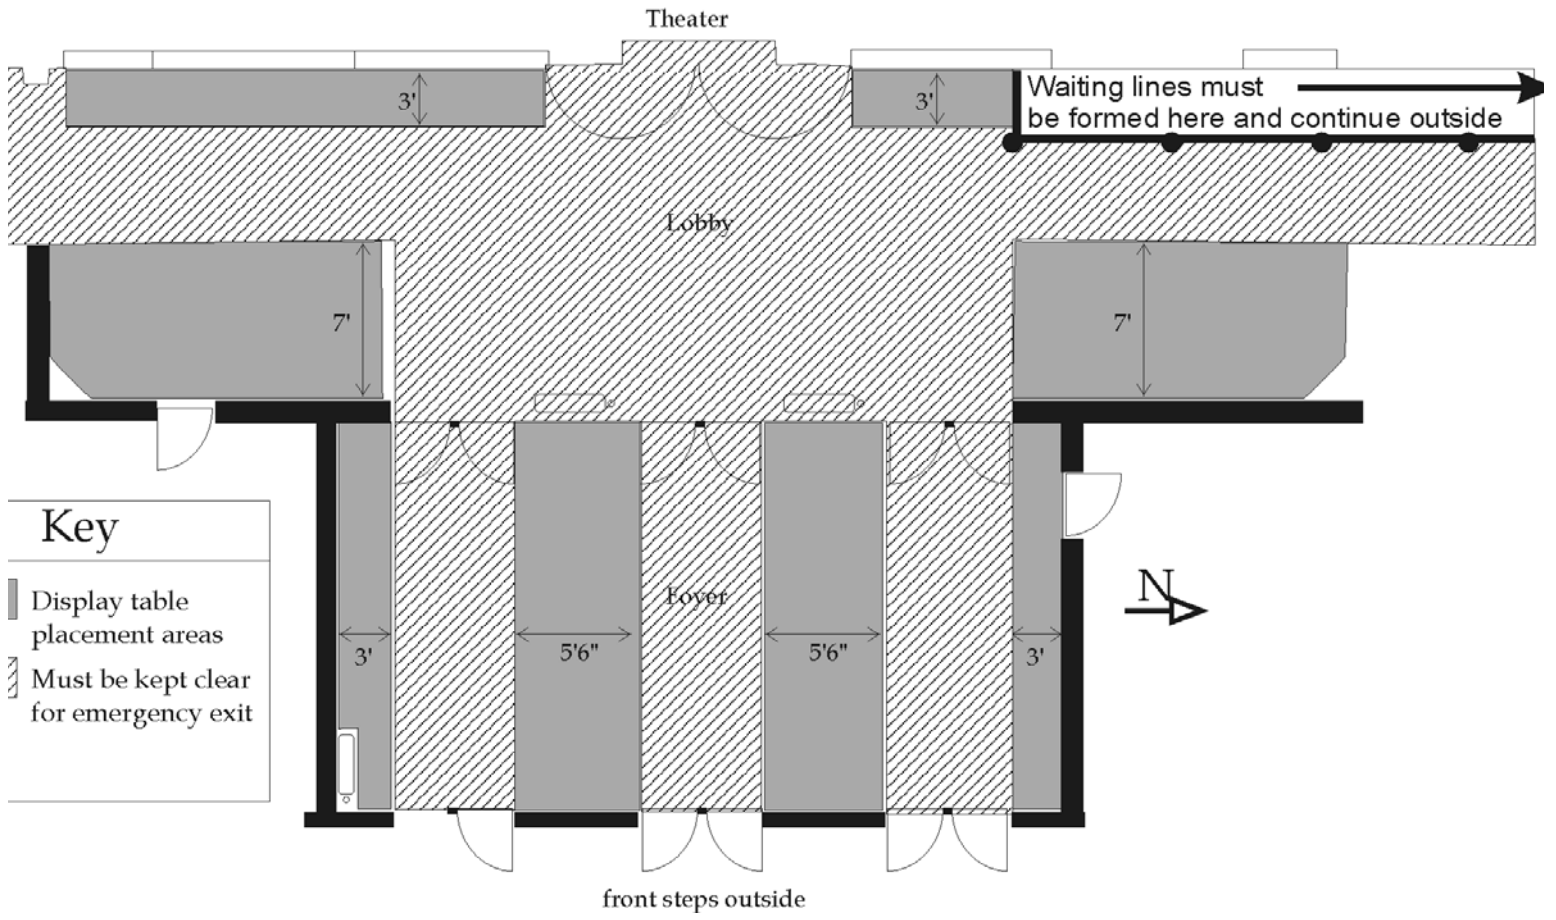 Theater
3'
3'
Waiting lines must
be formed here and continue outside
Lobby
7'
7'
Key
Display table
placement areas
Must be kept clear
for emergency exit
N
Foyer
3'
5'6"
5'6"
3'
front steps outside